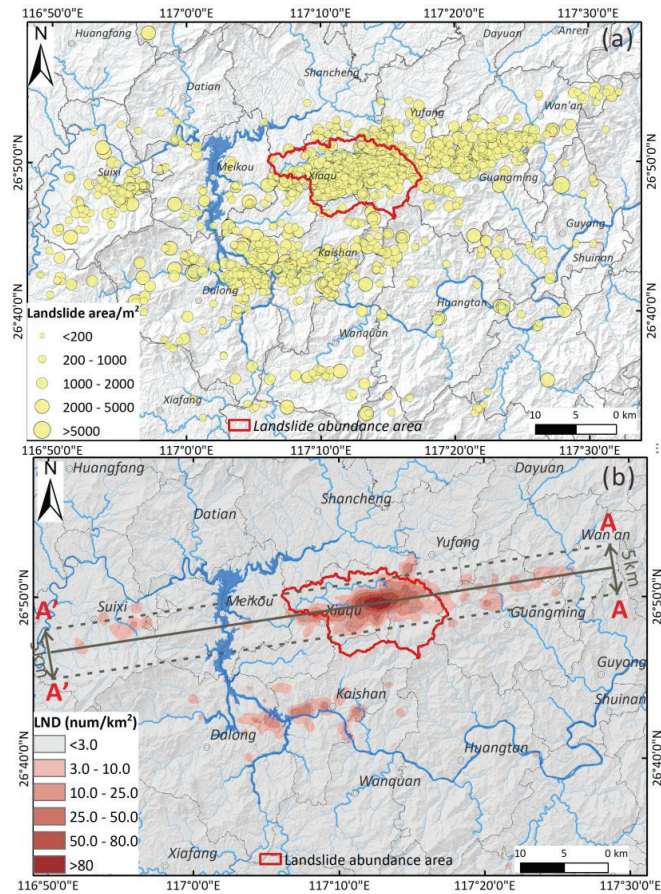 116°50'0"E 117°0'0"E 117°10'0"E 117°20'0"E 117°30'0"E
(a)
N
Huangfang
Dayuan
Anren
Datian
Shancheng
Yufang
Wan'an
26°50'0"N
26°50'0"N
Suixi
Meikou
Xiaqu
Guangming
Guyang
Kaishan
Shuinan
Dalong
26°40'0"N
26°40'0"N
Huangtan
Wanquan
Xiafang
Landslide area/m²
<200
200 - 1000
1000 - 2000
2000 - 5000
>5000
Landslide abundance area
10 5 0 km
116°50'0"E 117°0'0"E 117°10'0"E 117°20'0"E 117°30'0"E
(b)
N
Huangfang
Dayuan
Shancheng
Datian
Yufang
A
Wan'an
5km
26°50'0"N
26°50'0"N
A'
Suixi
Meikou
Xiaqu
Guangming
A
A'
Guyang
Kaishan
Shuinan
Dalong
26°40'0"N
26°40'0"N
Huangtan
Wanquan
Xiafang
LND (num/km²)
<3.0
3.0 - 10.0
10.0 - 25.0
25.0 - 50.0
50.0 - 80.0
>80
Landslide abundance area
10 5 0 km
116°50'0"E 117°0'0"E 117°10'0"E 117°20'0"E 117°30'0"E